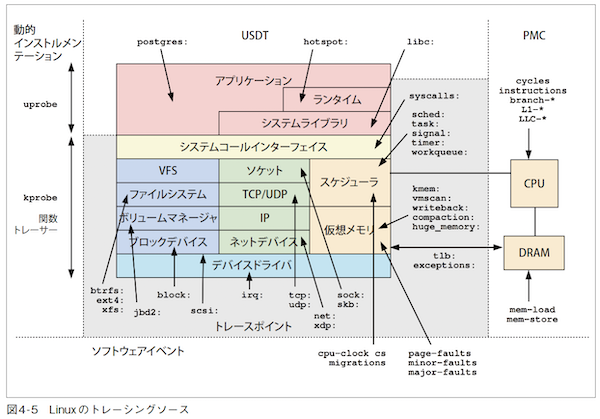 動的
インストルメン
テーション
USDT
PMC
postgres:
hotspot:
libc:
アプリケーション
ランタイム
システムライブラリ
uprobe
システムコールインターフェイス
syscalls:
sched:
task:
signal:
timer:
workqueue:
cycles
instructions
branch-*
L1-*
LLC-*
VFS
ソケット
スケジューラ
ファイルシステム
TCP/UDP
CPU
kprobe
関数
トレーサー
ボリュームマネージャ
IP
仮想メモリ
kmem:
vmscan:
writeback:
compaction:
huge_memory:
ブロックデバイス
ネットデバイス
デバイスドライバ
DRAM
tlb:
exceptions:
btrfs:
ext4:
xfs:
jbd2:
block:
scsi:
irq:
tcp:
udp:
sock:
skb:
net:
xdp:
mem-load
mem-store
トレースポイント
ソフトウェアイベント
cpu-clock cs
migrations
page-faults
minor-faults
major-faults
図4-5 Linuxのトレーシングソース